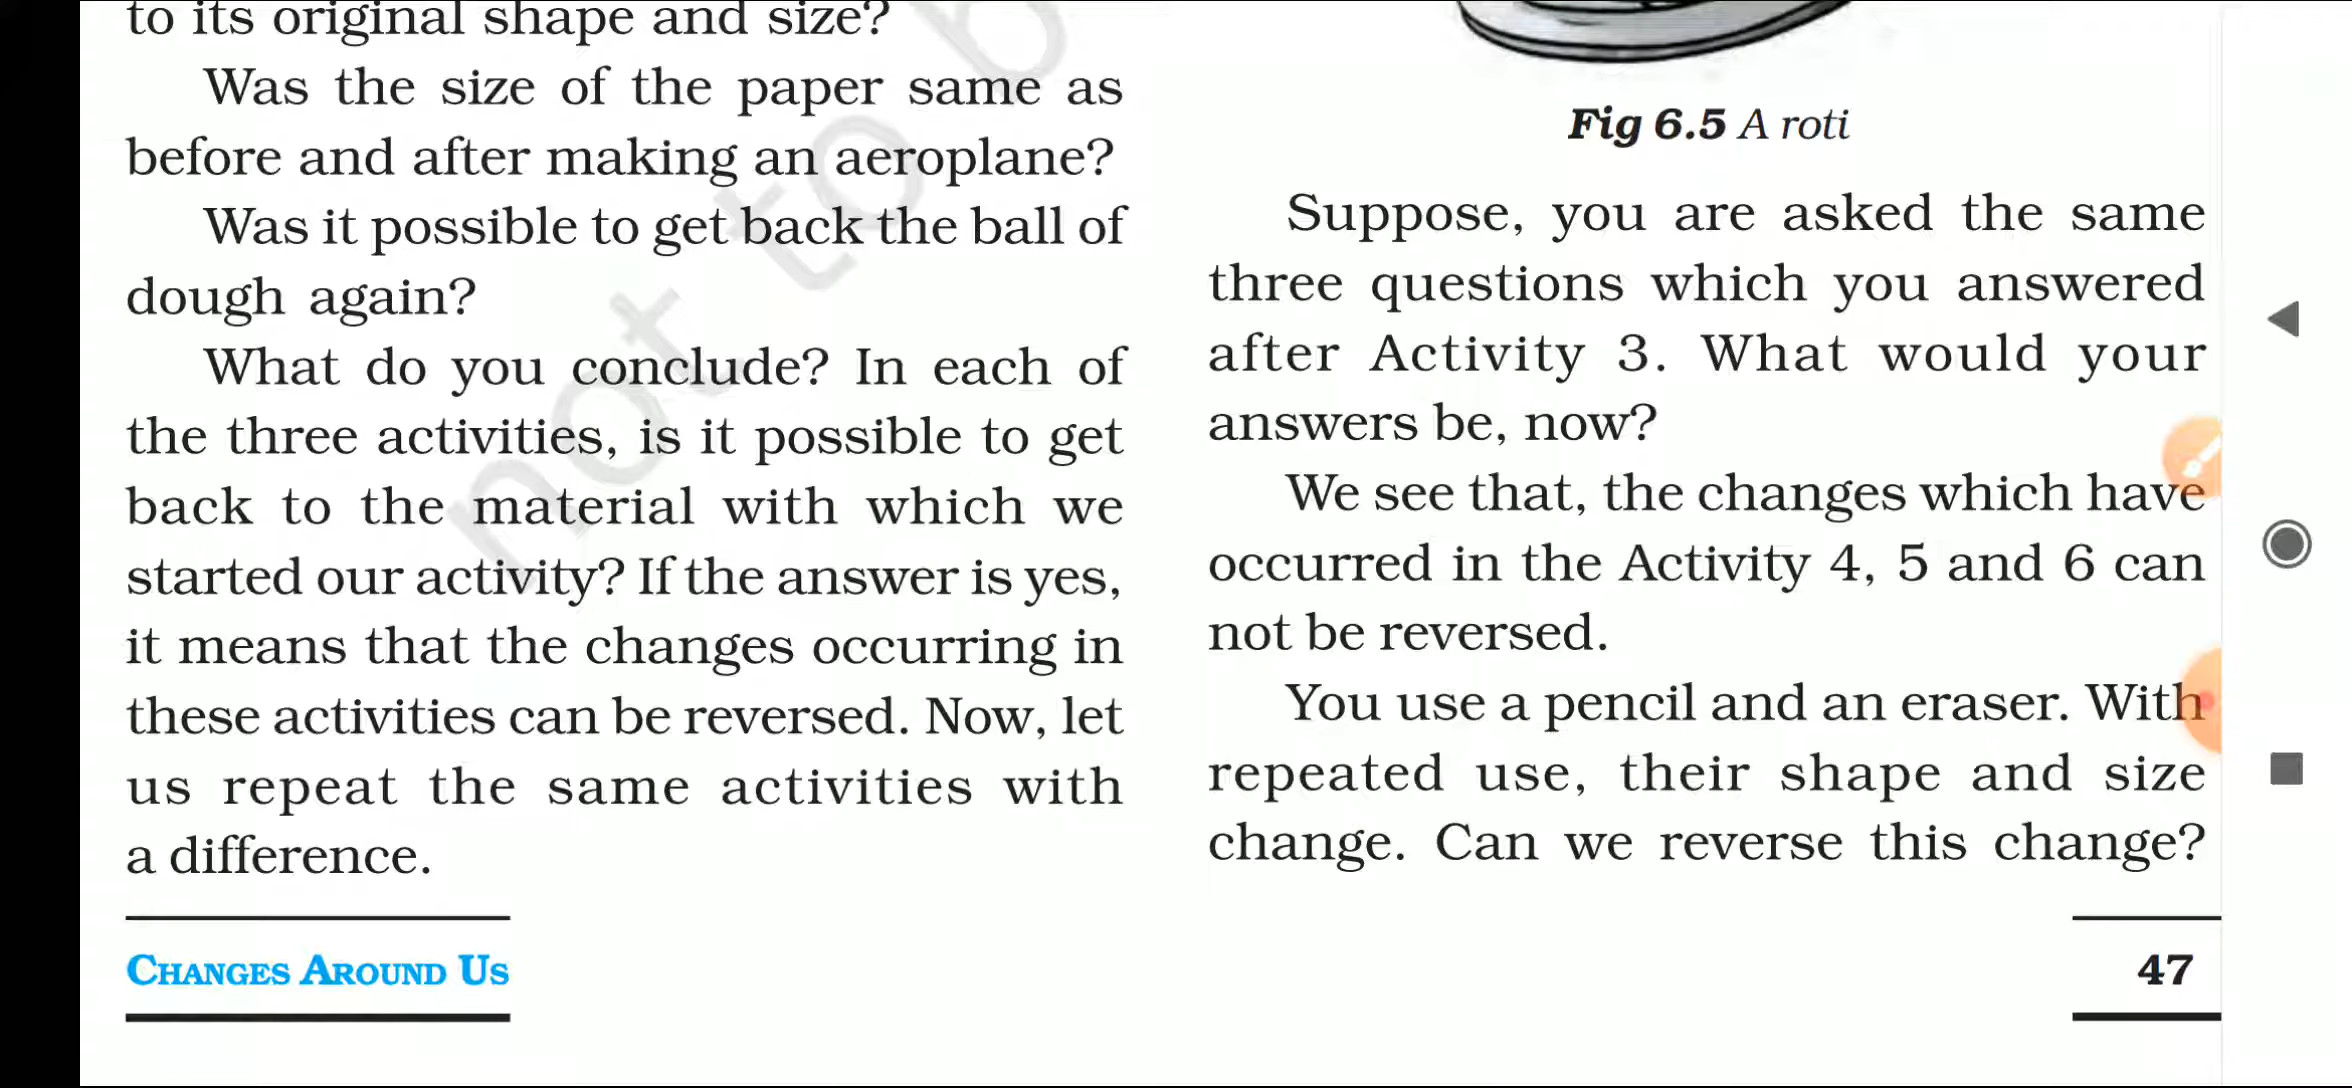 to its original shape and size?
Was the size of the paper same as
before and after making an aeroplane?
Was it possible to get back the ball of
dough again?
What do you conclude? In each of
the three activities, is it possible to get
back to the material with which we
started our activity? If the answer is yes,
it means that the changes occurring in
these activities can be reversed. Now, let
us repeat the same activities with
a difference.
CHANGES AROUND US
Fig 6.5 A roti
Suppose, you are asked the same
three questions which you answered
after Activity 3. What would your
answers be, now?
We see that, the changes which have
occurred in the Activity 4, 5 and 6 can
not be reversed.
You use a pencil and an eraser. With
repeated use, their shape and size
change. Can we reverse this change?
47
not to b